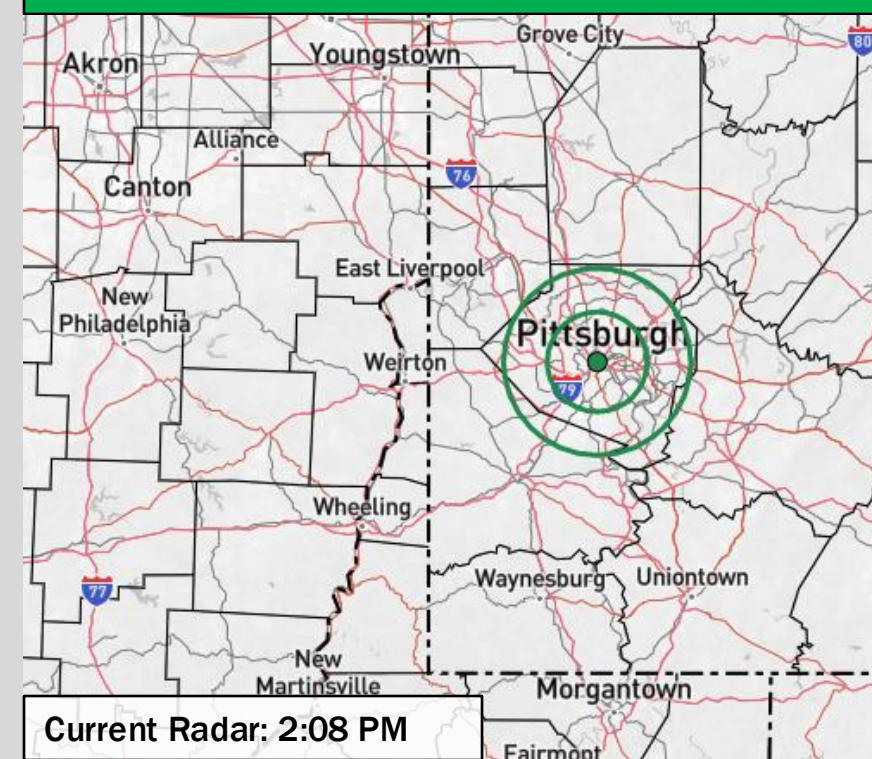 Grove City
80
Youngstown
Akron
Alliance
76
Canton
East Liverpool
New
Philadelphia
Pittsburgh
Weirton
79
Wheeling
Waynesburg
Uniontown
77
New
Martinsville
Morgantown
Current Radar: 2:08 PM
Fairmont